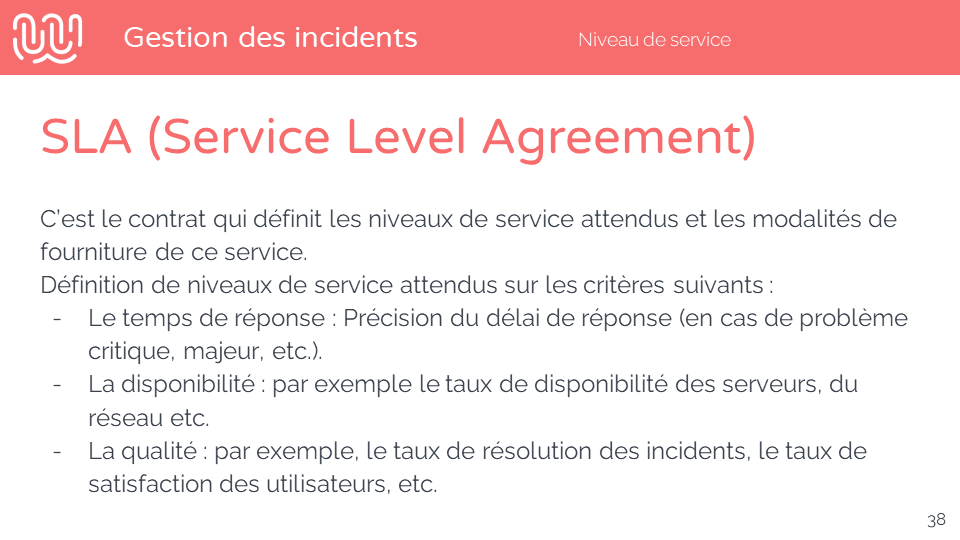 Gestion des incidents
Niveau de service
SLA (Service Level Agreement)
C’est le contrat qui définit les niveaux de service attendus et les modalités de
fourniture de ce service.
Définition de niveaux de service attendus sur les critères suivants :
- Le temps de réponse : Précision du délai de réponse (en cas de problème
critique, majeur, etc.).
- La disponibilité : par exemple le taux de disponibilité des serveurs, du
réseau etc.
- La qualité : par exemple, le taux de résolution des incidents, le taux de
satisfaction des utilisateurs, etc.
38